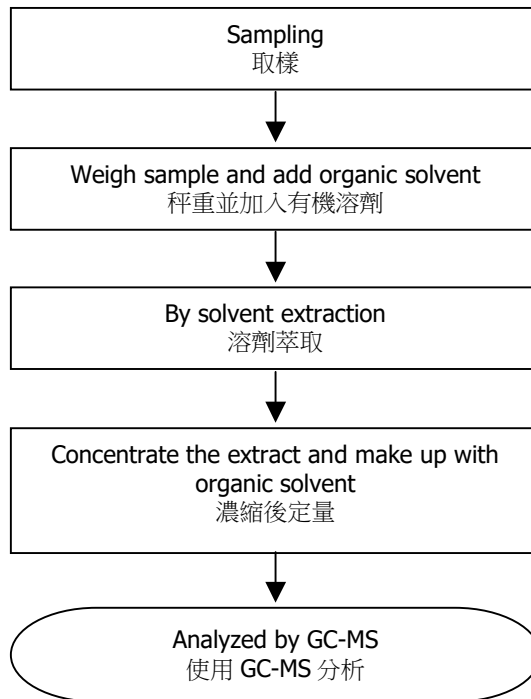 Sampling
取樣
Weigh sample and add organic solvent
秤重並加入有機溶劑
By solvent extraction
溶劑萃取
Concentrate the extract and make up with
organic solvent
濃縮後定量
Analyzed by GC-MS
使用 GC-MS 分析